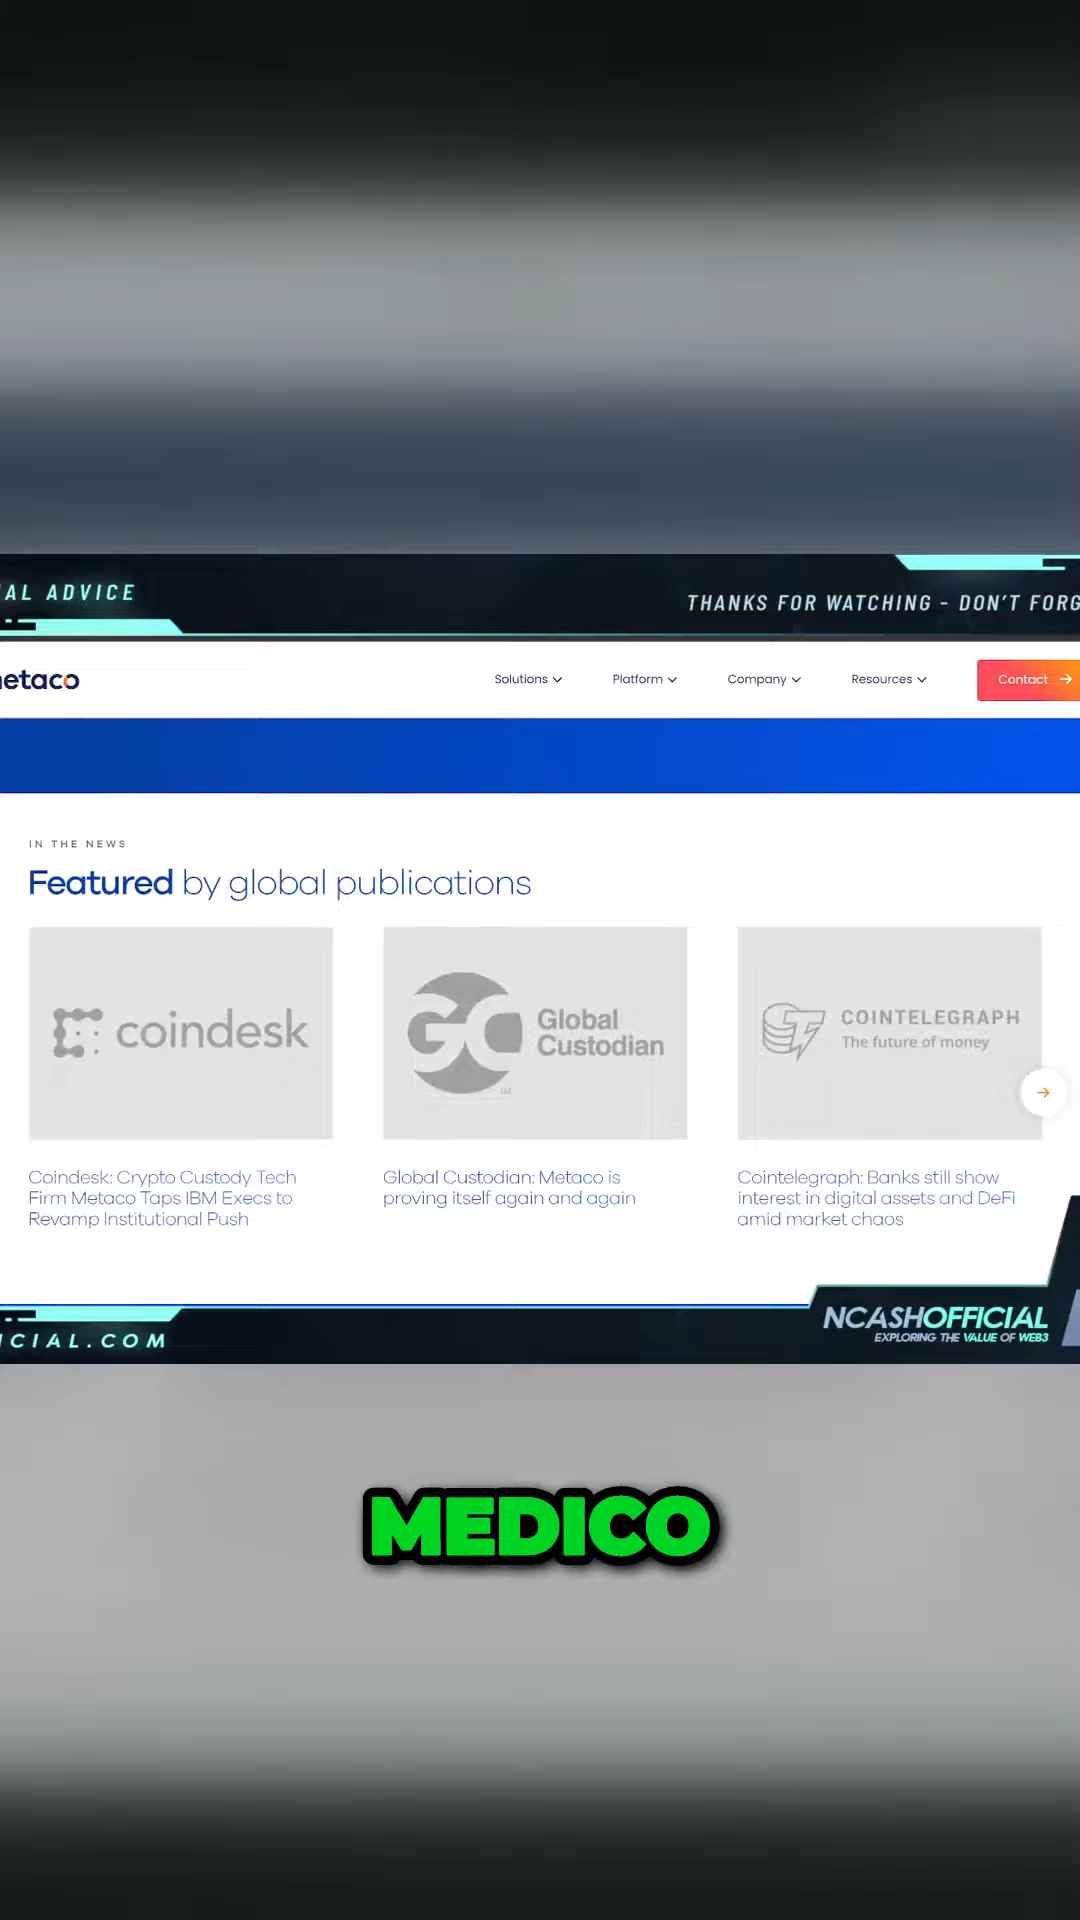 AL ADVICE
THANKS FOR WATCHING - DON'T FORG
etaco
Solutions
Platform
Company
Resources
Contact
IN THE NEWS
Featured by global publications
coindesk
Global
Custodian
TM
COINTELEGRAPH
The future of money
Coindesk: Crypto Custody Tech
Firm Metaco Taps IBM Execs to
Revamp Institutional Push
Global Custodian: Metaco is
proving itself again and again
Cointelegraph: Banks still show
interest in digital assets and DeFi
amid market chaos
ICIAL.COM
NCASHOFFICIAL
EXPLORING THE VALUE OF WEB3
MEDICO